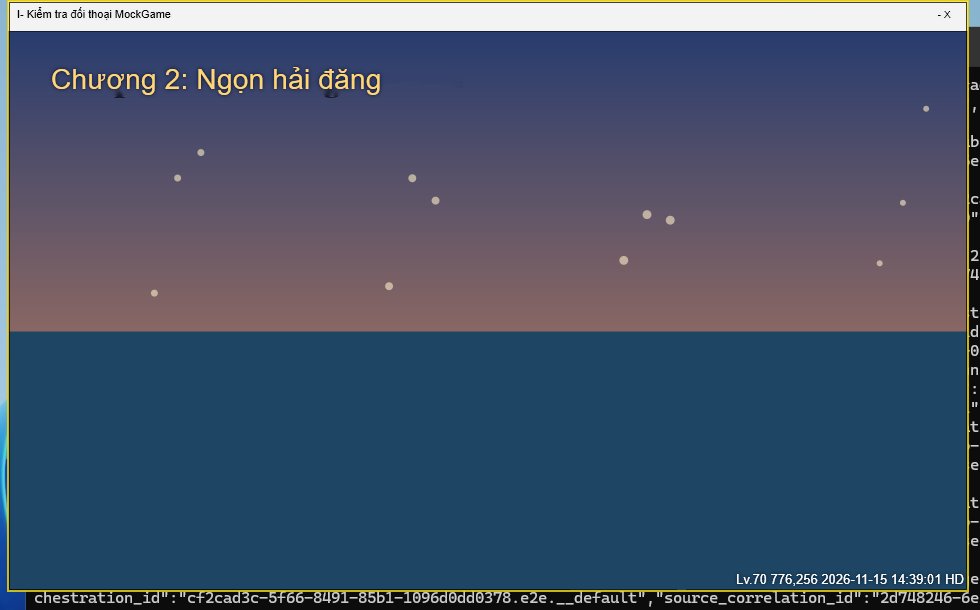 I- Kiểm tra đối thoại MockGame
- X
Chương 2: Ngọn hải đăng
Lv.70 776,256 2026-11-15 14:39:01 HD
chestration_id":"cf2cad3c-5f66-8491-85b1-1096d0dd0378.e2e.__default","source_correlation_id":"2d748246-6e